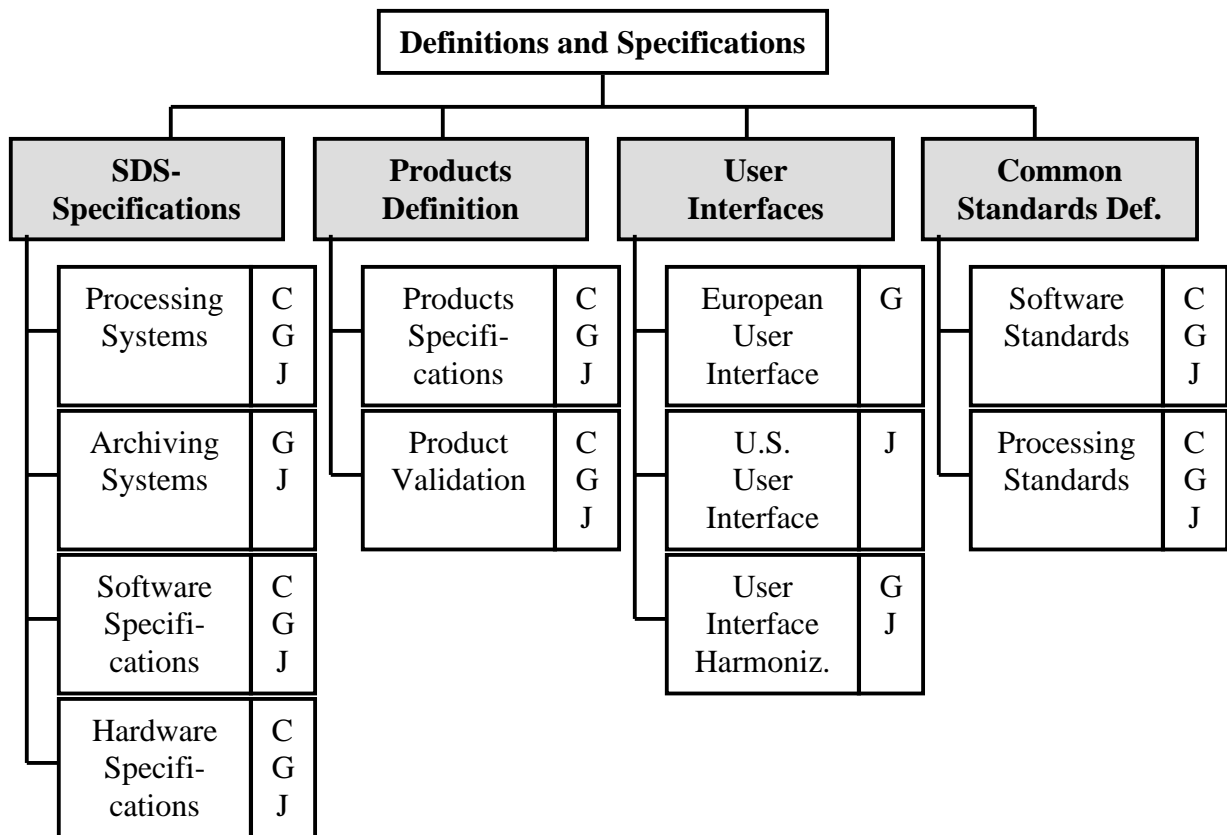 Definitions and Specifications
SDS-
Specifications
Processing
Systems
C
G
J
Archiving
Systems
G
J
Software
Specifi-
cations
C
G
J
Hardware
Specifi-
cations
C
G
J
Products
Definition
Products
Specifi-
cations
C
G
J
Product
Validation
C
G
J
User
Interfaces
European
User
Interface
G
U.S.
User
Interface
J
User
Interface
Harmoniz.
G
J
Common
Standards Def.
Software
Standards
C
G
J
Processing
Standards
C
G
J